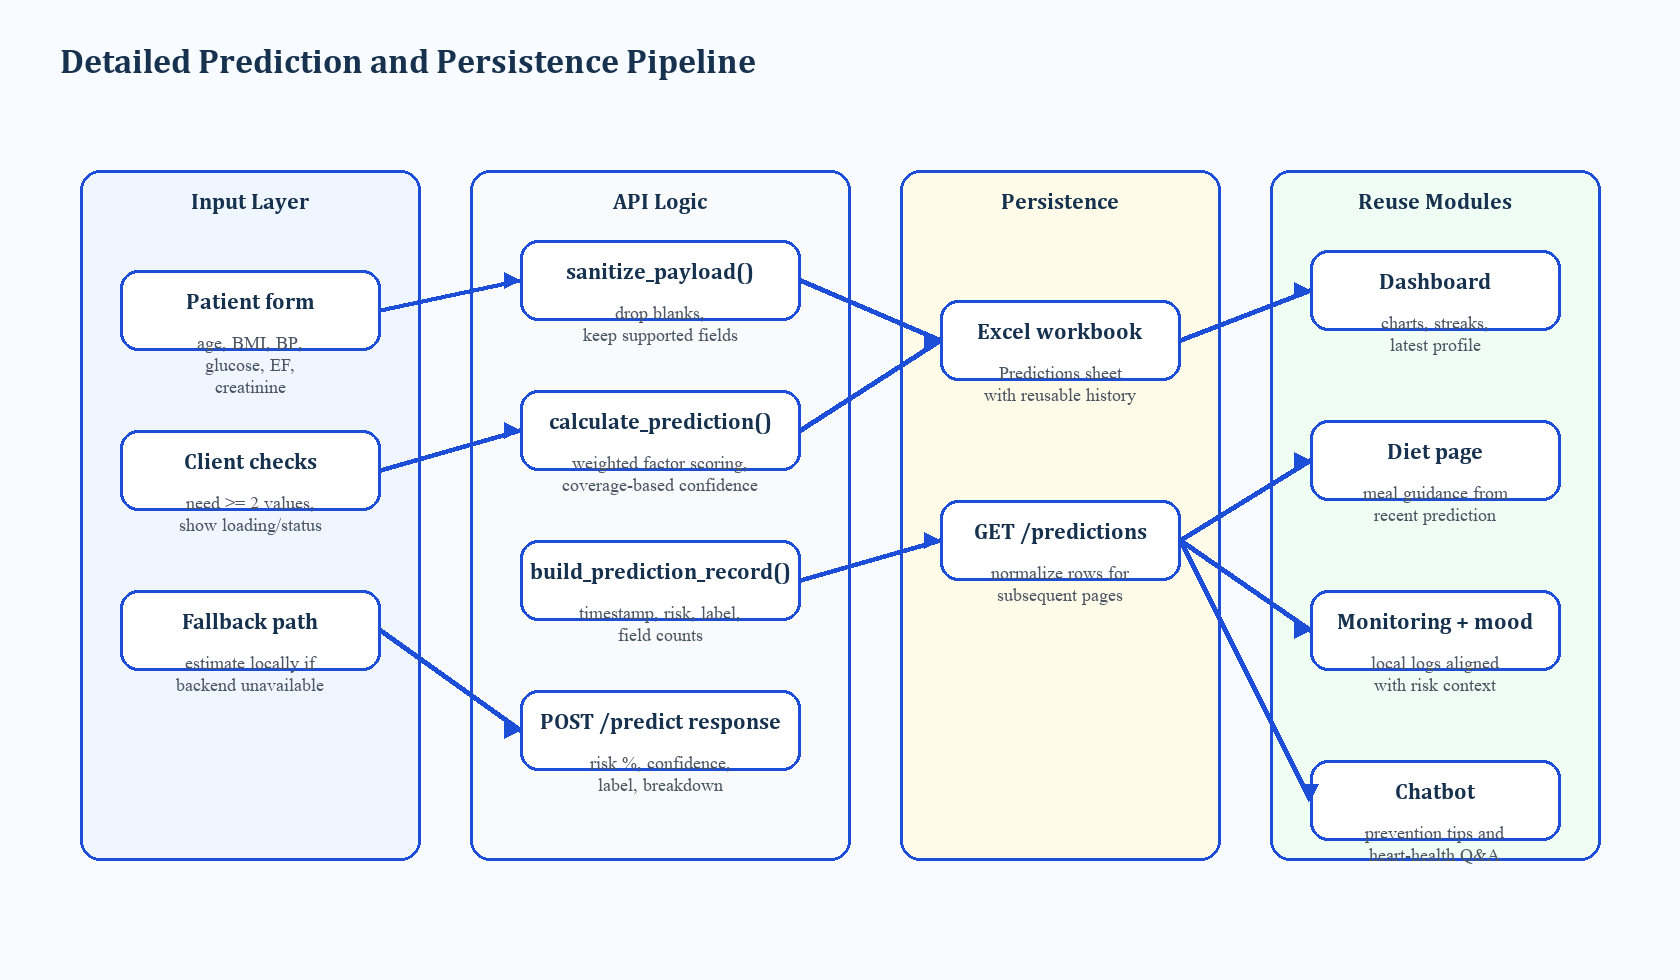 Detailed Prediction and Persistence Pipeline
Input Layer
Patient form
age, BMI, BP,
glucose, EF,
creatinine
Client checks
need >= 2 values,
show loading/status
Fallback path
estimate locally if
backend unavailable
API Logic
sanitize_payload()
drop blanks,
keep supported fields
calculate_prediction()
weighted factor scoring,
coverage-based confidence
build_prediction_record()
timestamp, risk, label,
field counts
POST /predict response
risk %, confidence,
label, breakdown
Persistence
Excel workbook
Predictions sheet
with reusable history
GET /predictions
normalize rows for
subsequent pages
Reuse Modules
Dashboard
charts, streaks,
latest profile
Diet page
meal guidance from
recent prediction
Monitoring + mood
local logs aligned
with risk context
Chatbot
prevention tips and
heart-health Q&A